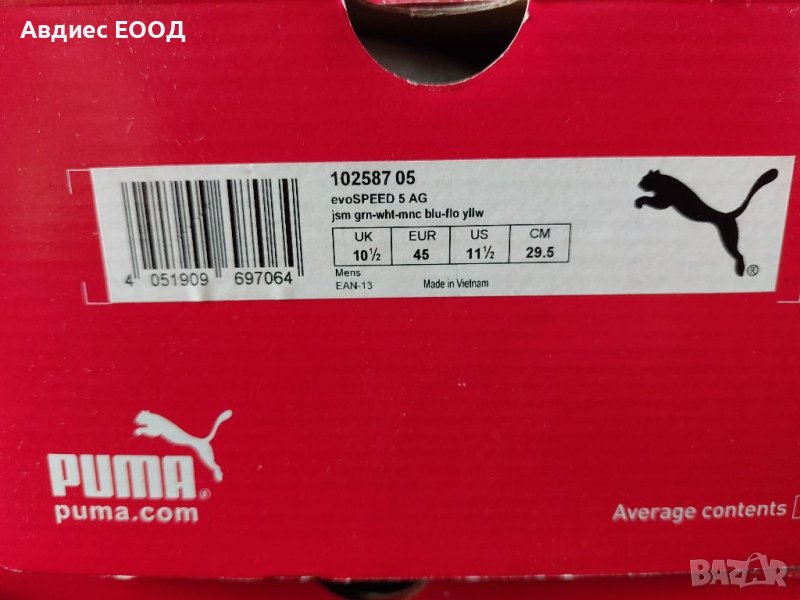 Авдиес ЕООД
102587 05
evoSPEED 5 AG
jsm grn-wht-mnc blu-flo yllw
UK EUR US CM
10½ 45 11½ 29.5
Mens
EAN-13 Made in Vietnam
4 051909 697064
PUMA®
puma.com
Average contents
BAZAR